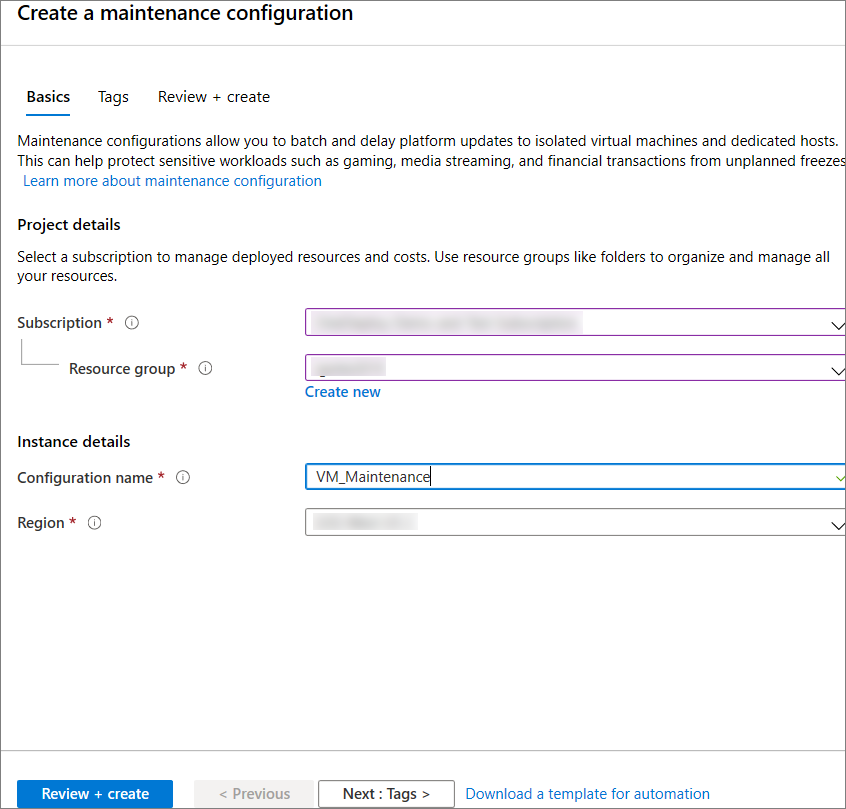 Create a maintenance configuration
Basics Tags Review + create
Maintenance configurations allow you to batch and delay platform updates to isolated virtual machines and dedicated hosts.
This can help protect sensitive workloads such as gaming, media streaming, and financial transactions from unplanned freezes
Learn more about maintenance configuration
Project details
Select a subscription to manage deployed resources and costs. Use resource groups like folders to organize and manage all
your resources.
Subscription *
Resource group *
Create new
Instance details
Configuration name * VM_Maintenance
Region *
Review + create < Previous Next : Tags > Download a template for automation